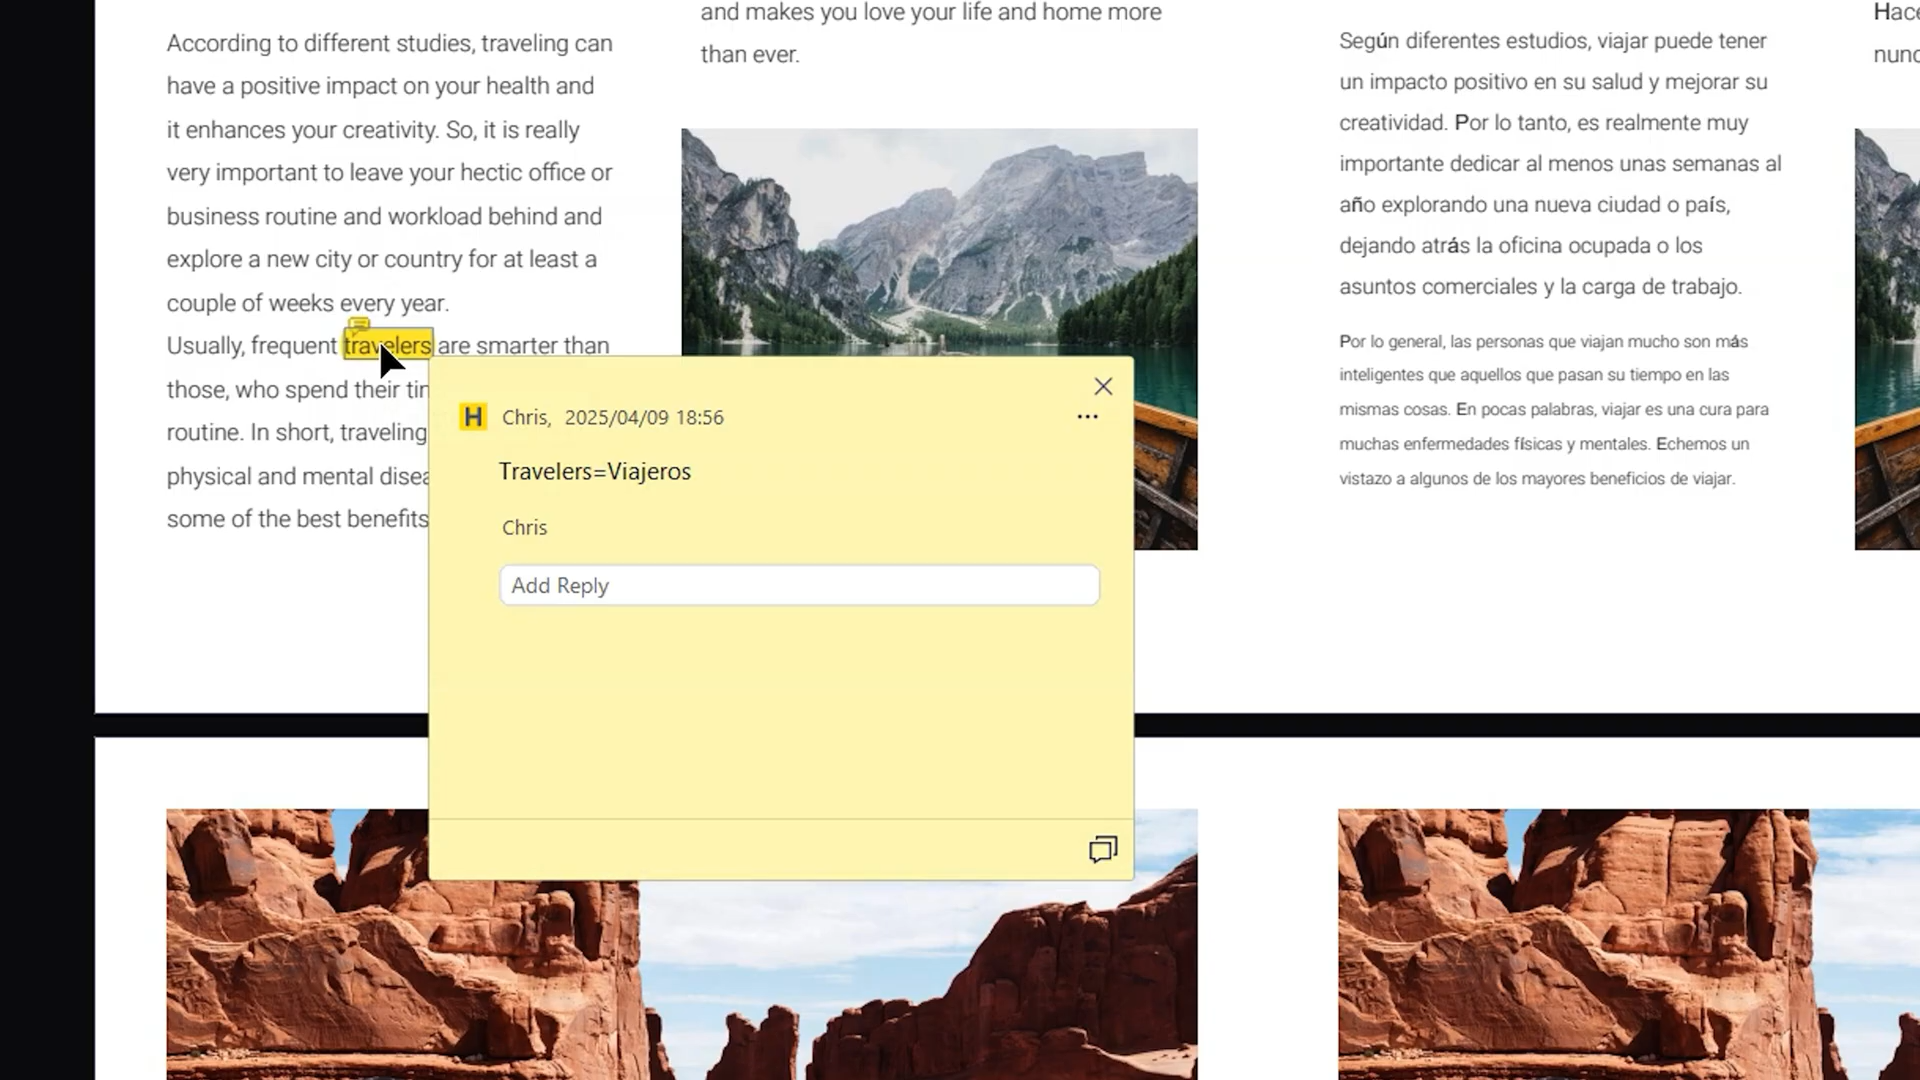 According to different studies, traveling can
have a positive impact on your health and
it enhances your creativity. So, it is really
very important to leave your hectic office or
business routine and workload behind and
explore a new city or country for at least a
couple of weeks every year.
Usually, frequent travelers are smarter than
those, who spend their
routine. In short, traveling
physical and mental
some of the best benefits
and makes you love your life and home more
than ever.
H Chris, 2025/04/09 18:56
Travelers=Viajeros
Chris
Add Reply
Según diferentes estudios, viajar puede tener
un impacto positivo en su salud y mejorar su
creatividad. Por lo tanto, es realmente muy
importante dedicar al menos unas semanas al
año explorando una nueva ciudad o país,
dejando atrás la oficina ocupada o los
asuntos comerciales y la carga de trabajo.
Por lo general, las personas que viajan mucho son más
inteligentes que aquellos que pasan su tiempo en las
mismas cosas. En pocas palabras, viajar es una cura para
muchas enfermedades físicas y mentales. Echemos un
vistazo a algunos de los mayores beneficios de viajar.